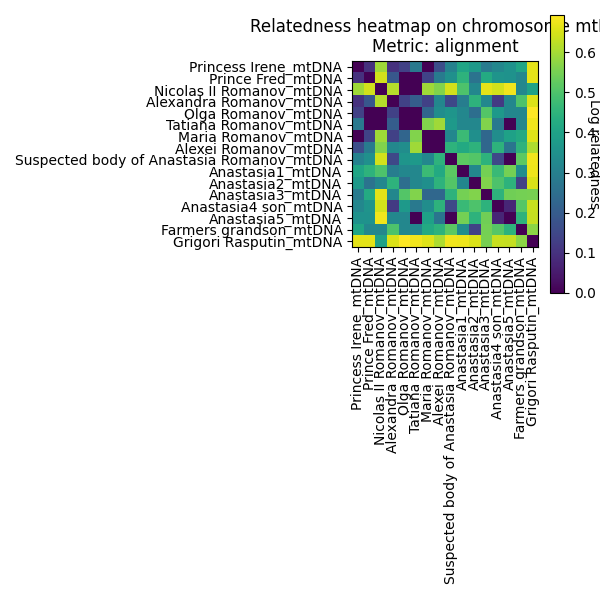 Relatedness heatmap on chromosome mt
Metric: alignment
Princess Irene_mtDNA
Prince Fred_mtDNA
Nicolas II Romanov_mtDNA
Alexandra Romanov_mtDNA
Olga Romanov_mtDNA
Tatiana Romanov_mtDNA
Maria Romanov_mtDNA
Alexei Romanov_mtDNA
Suspected body of Anastasia Romanov_mtDNA
Anastasia1_mtDNA
Anastasia2_mtDNA
Anastasia3_mtDNA
Anastasia4 son_mtDNA
Anastasia5_mtDNA
Farmers grandson_mtDNA
Grigori Rasputin_mtDNA
Princess Irene_mtDNA
Prince Fred_mtDNA
Nicolas II Romanov_mtDNA
Alexandra Romanov_mtDNA
Olga Romanov_mtDNA
Tatiana Romanov_mtDNA
Maria Romanov_mtDNA
Alexei Romanov_mtDNA
Suspected body of Anastasia Romanov_mtDNA
Anastasia1_mtDNA
Anastasia2_mtDNA
Anastasia3_mtDNA
Anastasia4 son_mtDNA
Anastasia5_mtDNA
Farmers grandson_mtDNA
Grigori Rasputin_mtDNA
0.6
0.5
0.4
0.3
0.2
0.1
0.0
Log relatedness